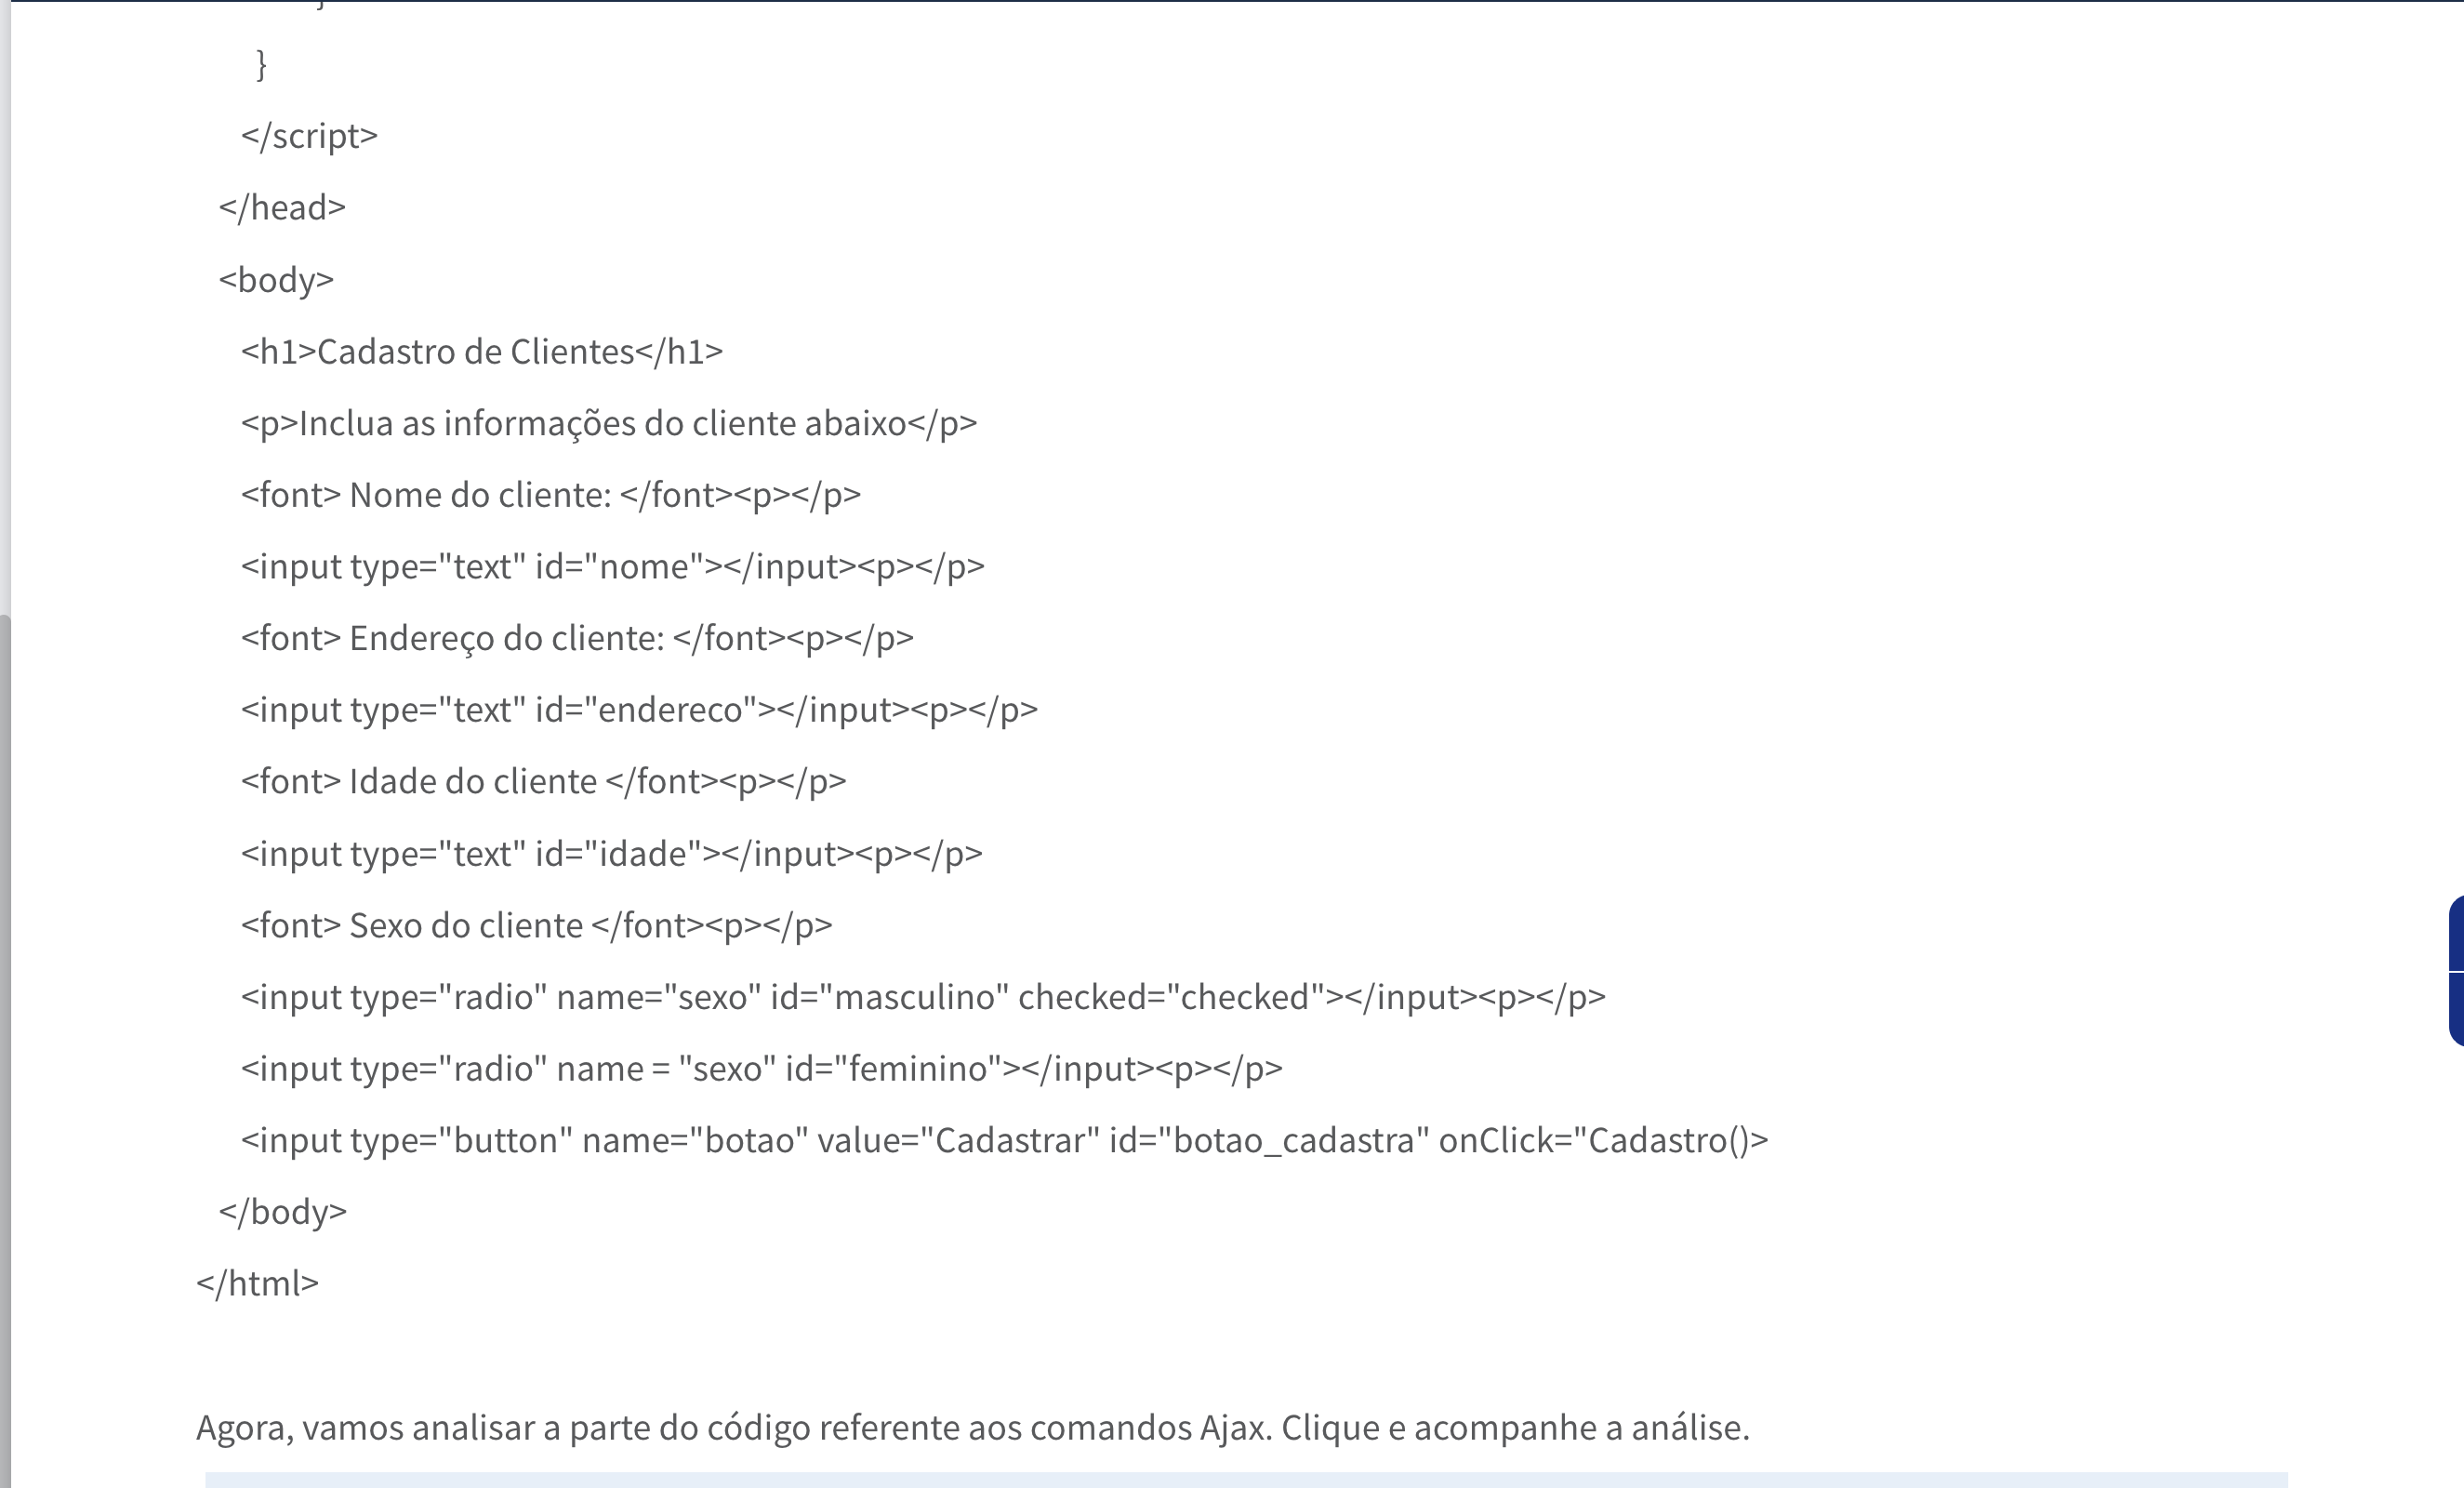 }
</script>
</head>
<body>
<h1>Cadastro de Clientes</h1>
<p>Inclua as informações do cliente abaixo</p>
<font> Nome do cliente: </font><p></p>
<input type="text" id="nome"></input><p></p>
<font> Endereço do cliente: </font><p></p>
<input type="text" id="endereco"></input><p></p>
<font> Idade do cliente </font><p></p>
<input type="text" id="idade"></input><p></p>
<font> Sexo do cliente </font><p></p>
<input type="radio" name="sexo" id="masculino" checked="checked"></input><p></p>
<input type="radio" name = "sexo" id="feminino"></input><p></p>
<input type="button" name="botao" value="Cadastrar" id="botao_cadastra" onClick="Cadastro()>
</body>
</html>
Agora, vamos analisar a parte do código referente aos comandos Ajax. Clique e acompanhe a análise.